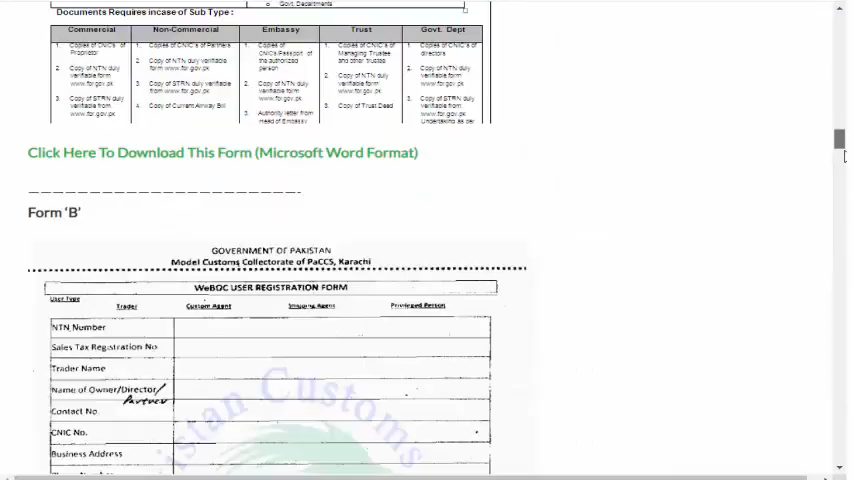 Govt. Departments
Documents Requires incase of Sub Type :
Commercial Non-Commercial Embassy Trust Govt. Dept
1. Copies of CNIC's of Proprietor
2. Copy of NTN duly verifiable form www.fbr.gov.pk
3. Copy of STRN duly verifiable from www.fbr.gov.pk
1. Copies of CNIC's of Partners
2. Copy of NTN duly verifiable form www.fbr.gov.pk
3. Copy of STRN duly verifiable from www.fbr.gov.pk
4. Copy of Current Airway Bill
1. Copies of CNICs/Passport of the authorized person
2. Copy of NTN duly verifiable form www.fbr.gov.pk
3. Authority letter from Head of Embassy
1. Copies of CNIC's of Managing Trustee and other trustee
2. Copy of NTN duly verifiable form www.fbr.gov.pk
3. Copy of Trust Deed
1. Copies of CNIC's of directors
2. Copy of NTN duly verifiable form www.fbr.gov.pk
3. Copy of STRN duly verifiable from www.fbr.gov.pk
Undertaking as per
Click Here To Download This Form (Microsoft Word Format)
Form ‘B’
GOVERNMENT OF PAKISTAN
Model Customs Collectorate of PaCCS, Karachi
WeBOC USER REGISTRATION FORM
User Type Trader Custom Agent Shipping Agent Privileged Person
NTN Number
Sales Tax Registration No
Trader Name
Name of Owner/Director/
Partner
Contact No.
CNIC No.
Business Address
Pakistan Customs